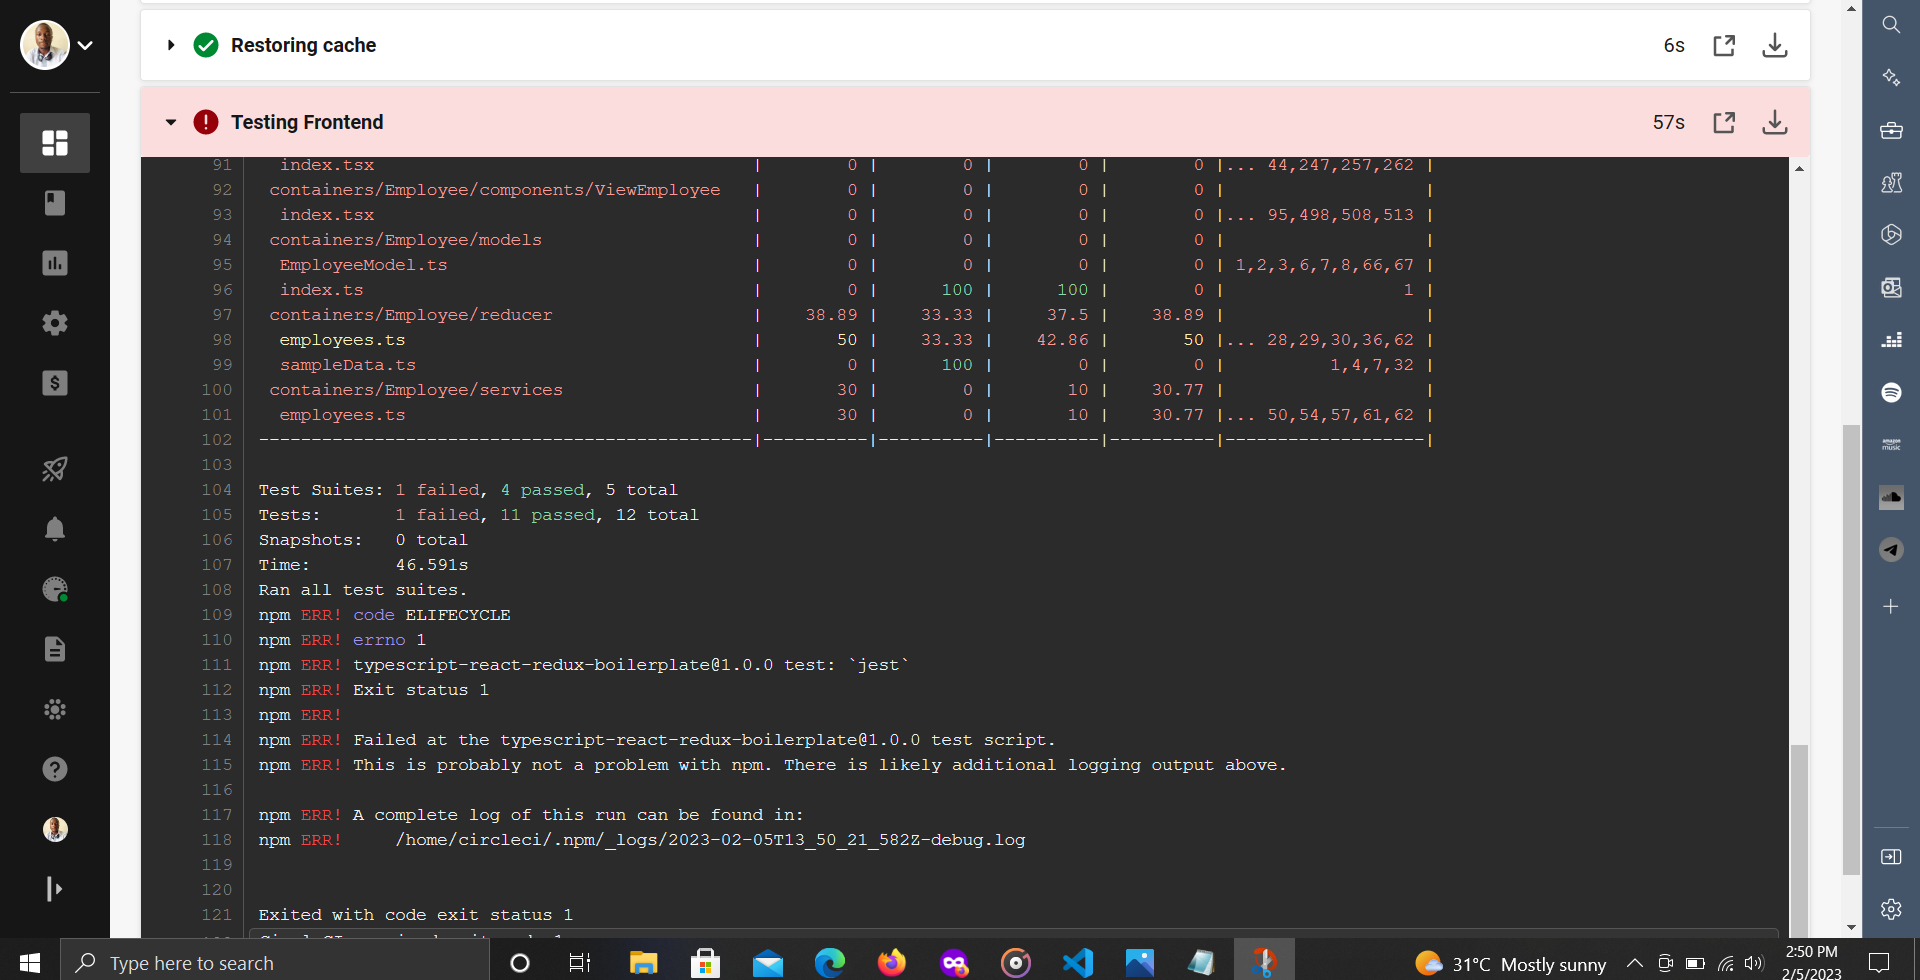 Restoring cache 6s
Testing Frontend 57s
91 index.tsx | 0 | 0 | 0 | 0 |... 44,247,257,262 |
92 containers/Employee/components/ViewEmployee | 0 | 0 | 0 | 0 | |
93 index.tsx | 0 | 0 | 0 | 0 |... 95,498,508,513 |
94 containers/Employee/models | 0 | 0 | 0 | 0 | |
95 EmployeeModel.ts | 0 | 0 | 0 | 0 | 1,2,3,6,7,8,66,67 |
96 index.ts | 0 | 100 | 100 | 0 | 1 |
97 containers/Employee/reducer | 38.89 | 33.33 | 37.5 | 38.89 | |
98 employees.ts | 50 | 33.33 | 42.86 | 50 |... 28,29,30,36,62 |
99 sampleData.ts | 0 | 100 | 0 | 0 | 1,4,7,32 |
100 containers/Employee/services | 30 | 0 | 10 | 30.77 | |
101 employees.ts | 30 | 0 | 10 | 30.77 |... 50,54,57,61,62 |
102 -----------------------------------------------|----------|----------|----------|----------|-------------------|
103
104 Test Suites: 1 failed, 4 passed, 5 total
105 Tests: 1 failed, 11 passed, 12 total
106 Snapshots: 0 total
107 Time: 46.591s
108 Ran all test suites.
109 npm ERR! code ELIFECYCLE
110 npm ERR! errno 1
111 npm ERR! typescript-react-redux-boilerplate@1.0.0 test: `jest`
112 npm ERR! Exit status 1
113 npm ERR!
114 npm ERR! Failed at the typescript-react-redux-boilerplate@1.0.0 test script.
115 npm ERR! This is probably not a problem with npm. There is likely additional logging output above.
116
117 npm ERR! A complete log of this run can be found in:
118 npm ERR! /home/circleci/.npm/_logs/2023-02-05T13_50_21_582Z-debug.log
119
120
121 Exited with code exit status 1
amazon music
Type here to search
31°C Mostly sunny
2:50 PM
2/5/2023